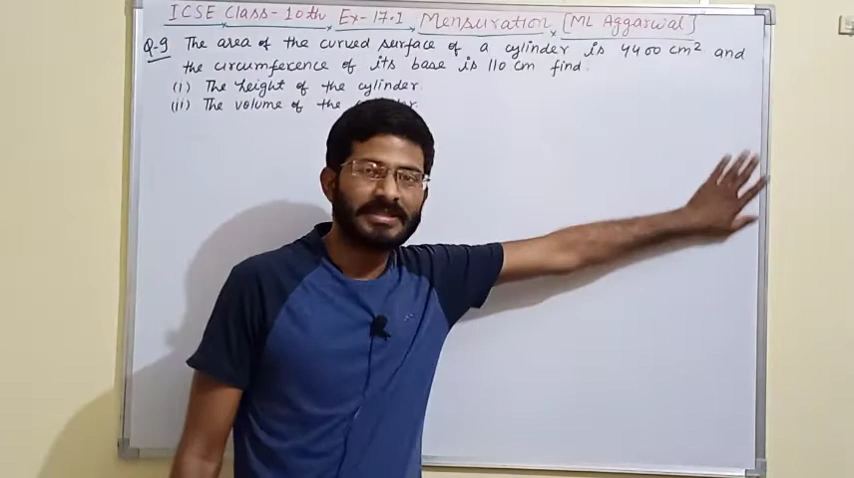 ICSE Class-10th Ex-17.1 Mensuration [ML Aggarwal]
Q-9 The area of the curved surface of a cylinder is 4400 cm² and
the circumference of its base is 110 cm find.
(i) The height of the cylinder.
(ii) The volume of the